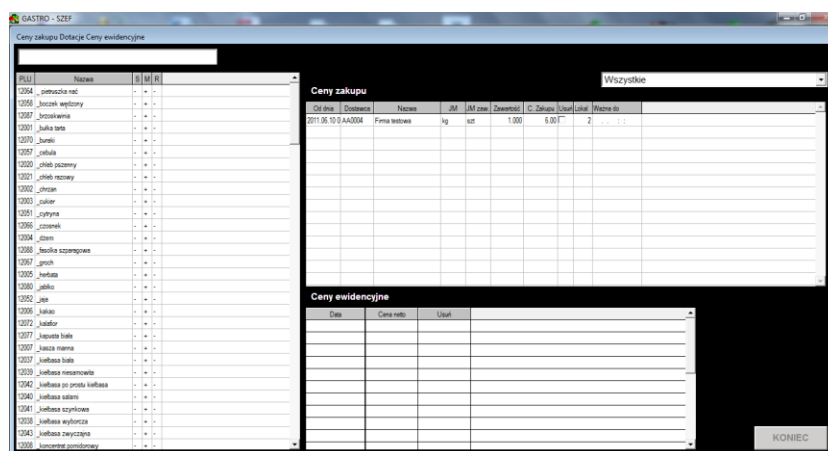 GASTRO - SZEF
Ceny zakupu Dotacje Ceny ewidencyjne
Wszystkie
PLU Nazwa S M R
12064 _ pietruszka nać - + -
12058 _boczek wędzony - + -
12087 _brzoskwinia - + -
12001 _bułka tarta - + -
12070 _buraki - + -
12057 _cebula - + -
12020 _chleb pszenny - + -
12021 _chleb razowy - + -
12002 _chrzan - + -
12003 _cukier - + -
12051 _cytryna - + -
12066 _czosnek - + -
12004 _dżem - + -
12088 _fasolka szparagowa - + -
12067 _groch - + -
12005 _herbata - + -
12080 _jabłko - + -
12052 _jaja - + -
12006 _kakao - + -
12072 _kalafior - + -
12077 _kapusta biała - + -
12007 _kasza manna - + -
12037 _kiełbasa biała - + -
12039 _kiełbasa niesamowita - + -
12042 _kiełbasa po prostu kiełbasa - + -
12040 _kiełbasa salami - + -
12041 _kiełbasa szynkowa - + -
12038 _kiełbasa wyborcza - + -
12043 _kiełbasa zwyczajna - + -
12008 _koncentrat pomidorowy - + -
Ceny zakupu
Od dnia Dostawca Nazwa JM JM zaw. Zawartość C. Zakupu Usuń Lokal Ważna do
2011.06.10 0 AA0004 Firma testowa kg szt 1.000 6.00 2 . . : :
Ceny ewidencyjne
Data Cena netto Usuń
KONIEC